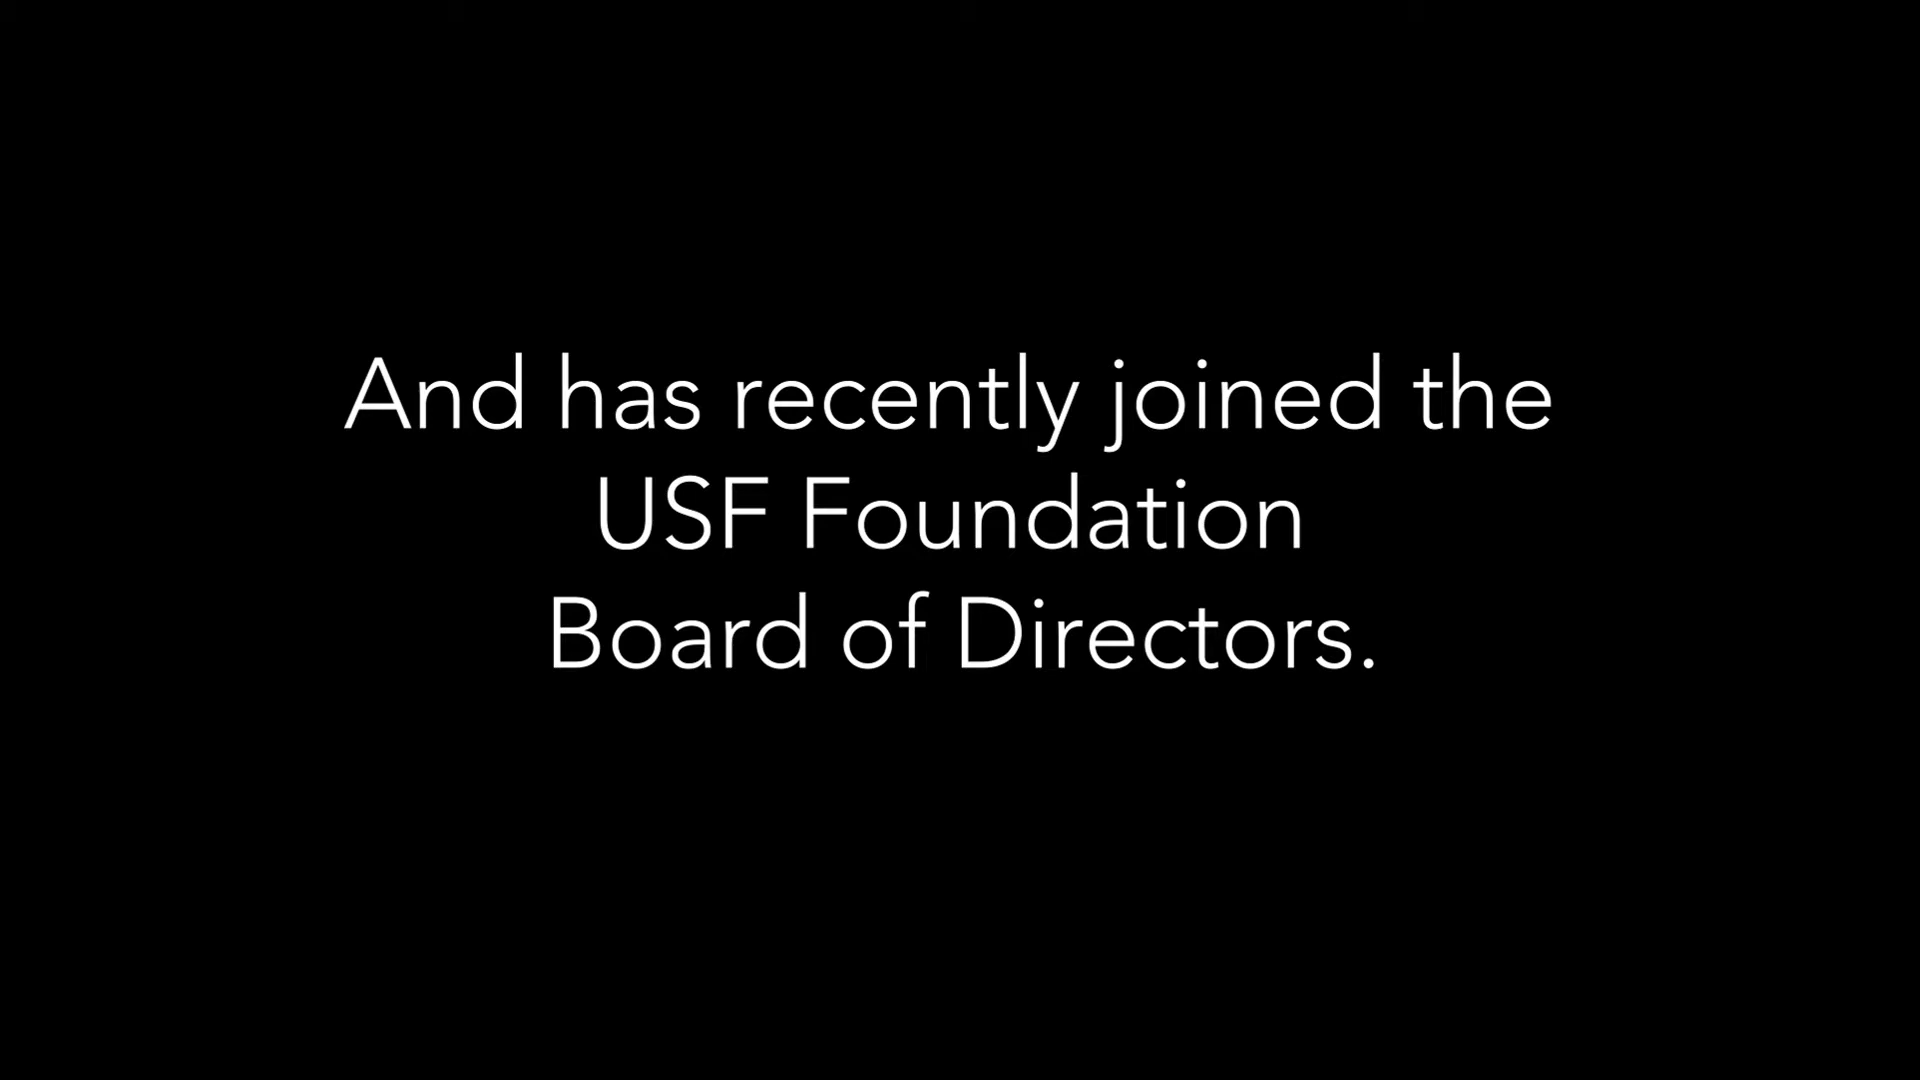 And has recently joined the
USF Foundation
Board of Directors.